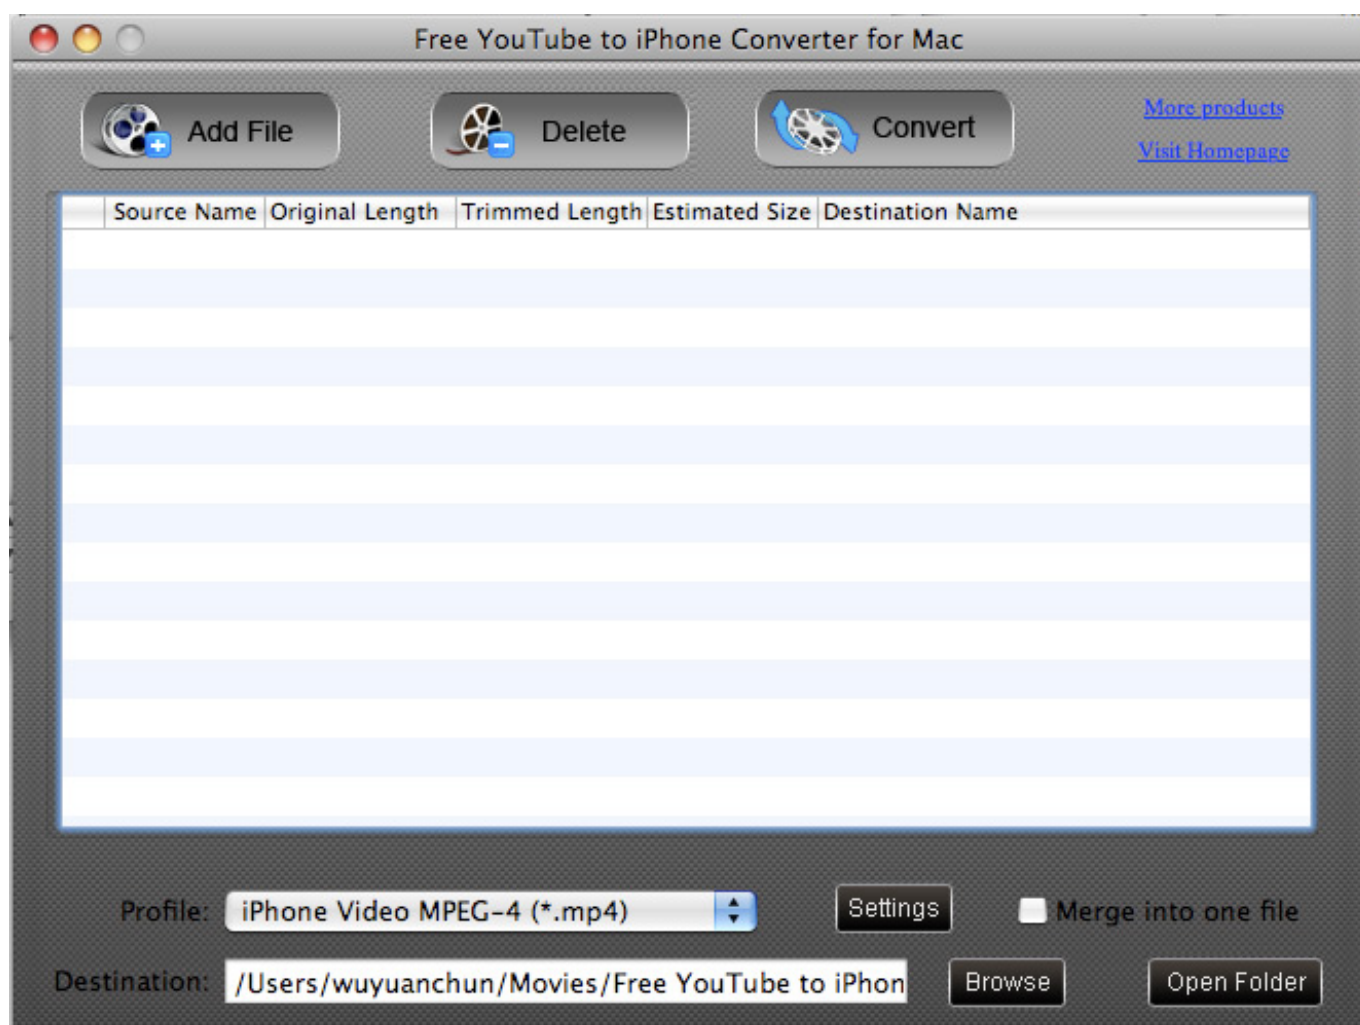 Free YouTube to iPhone Converter for Mac
Add File
Delete
Convert
More products
Visit Homepage
Source Name Original Length Trimmed Length Estimated Size Destination Name
Profile: iPhone Video MPEG-4 (*.mp4) Settings Merge into one file
Destination: /Users/wuyuanchun/Movies/Free YouTube to iPhon Browse Open Folder